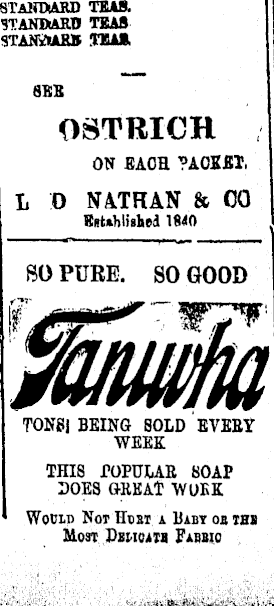 STANDARD TEAS.
STANDARD TEAS
STANDARD TEAS.
SEE
OSTRICH
ON EACH PACKET.
L D NATHAN & CO
Established 1840
SO PURE. SO GOOD
Tanuwha
TONS BEING SOLD EVERY
WEEK
THIS POPULAR SOAP
DOES GREAT WORK
WOULD NOT HURT A BABY OR THE
MOST DELICATE FABRIC